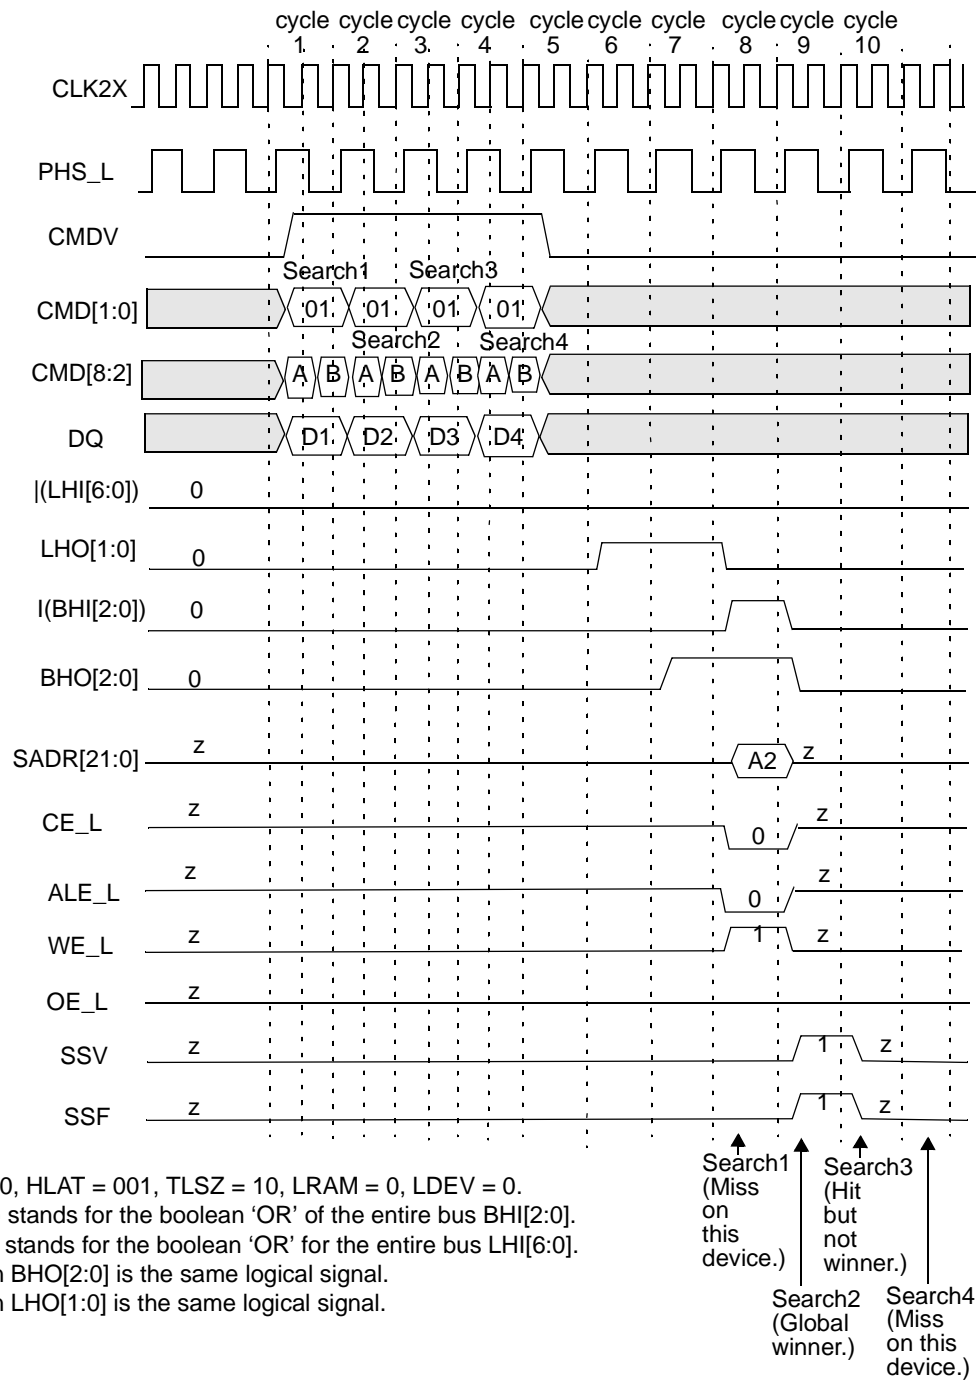 cycle cycle cycle cycle cycle cycle cycle cycle cycle cycle
1 2 3 4 5 6 7 8 9 10
CLK2X
PHS_L
CMDV
Search1 Search3
CMD[1:0] 01 01 01 01
Search2 Search4
CMD[8:2] A B A B A B A B
DQ D1 D2 D3 D4
|(LHI[6:0]) 0
LHO[1:0] 0
I(BHI[2:0]) 0
BHO[2:0] 0
SADR[21:0] z A2 z
CE_L z 0 z
ALE_L z 0 z
WE_L z 1 z
OE_L z
SSV z 1 z
SSF z 1 z
Search1
(Miss
on
this
device.)
Search3
(Hit
but
not
winner.)
Search2
(Global
winner.)
Search4
(Miss
on this
device.)
0, HLAT = 001, TLSZ = 10, LRAM = 0, LDEV = 0.
stands for the boolean ‘OR’ of the entire bus BHI[2:0].
stands for the boolean ‘OR’ for the entire bus LHI[6:0].
BHO[2:0] is the same logical signal.
LHO[1:0] is the same logical signal.